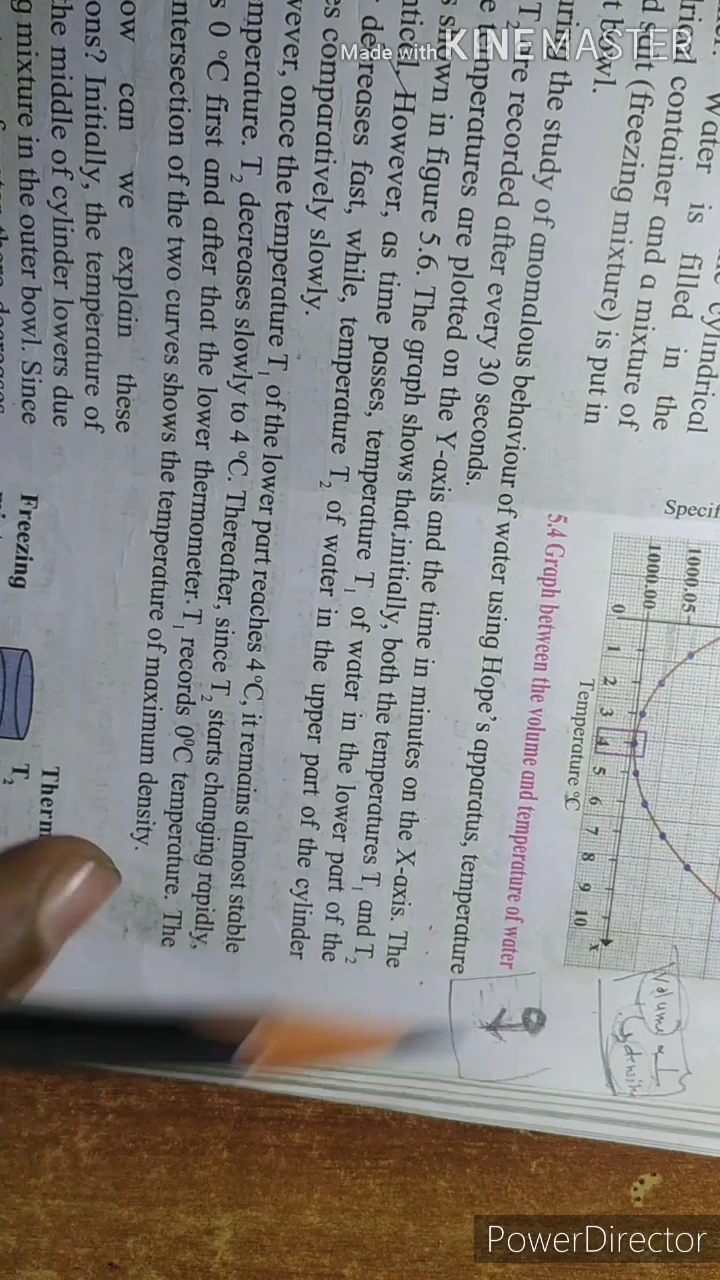 Water is filled in the
cylindrical
container and a mixture of
(freezing mixture) is put in
bowl.
Specif
1000.05
1000.00
0 1 2 3 4 5 6 7 8 9 10
x
Temperature °C
5.4 Graph between the volume and temperature of water
Volume
density
the study of anomalous behaviour of water using Hope's apparatus, temperature
T₂ are recorded after every 30 seconds.
temperatures are plotted on the Y-axis and the time in minutes on the X-axis. The
shown in figure 5.6. The graph shows that initially, both the temperatures T₁ and T₂
However, as time passes, temperature T₁ of water in the lower part of the
decreases fast, while, temperature T₂ of water in the upper part of the cylinder
comparatively slowly.
once the temperature T₁ of the lower part reaches 4 °C, it remains almost stable
T₂ decreases slowly to 4 °C. Thereafter, since T₂ starts changing rapidly,
0 °C first and after that the lower thermometer. T₁ records 0°C temperature. The
ntersection of the two curves shows the temperature of maximum density.
ow can we explain these
ons? Initially, the temperature of
the middle of cylinder lowers due
g mixture in the outer bowl. Since
Freezing
Therm
T₂
Made with KINEMASTER
PowerDirector